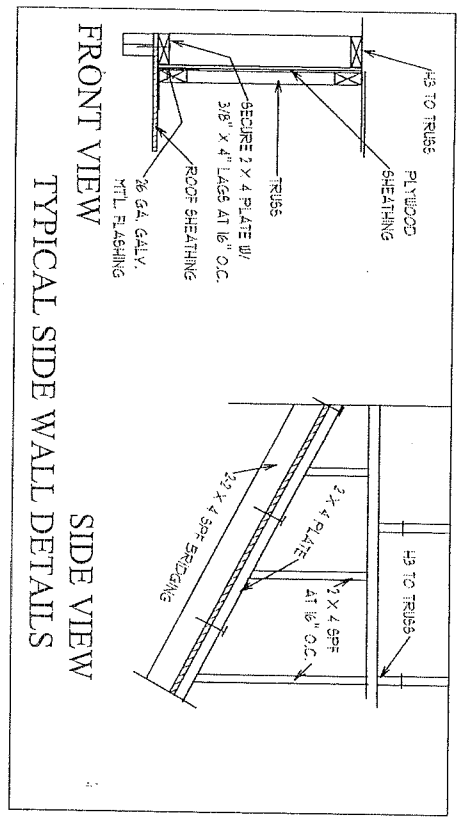 H3 TO TRUSS
PLYWOOD
SHEATHING
TRUSS
SECURE 2 X 4 PLATE W/
3/8" X 4" LAGS AT 16" O.C.
ROOF SHEATHING
26 GA. GALV.
MTL. FLASHING
FRONT VIEW
H3 TO TRUSS
2 X 4 SPF
AT 16" O.C.
2 X 4 PLATE
2-2 X 4 SPF BRIDGING
SIDE VIEW
TYPICAL SIDE WALL DETAILS